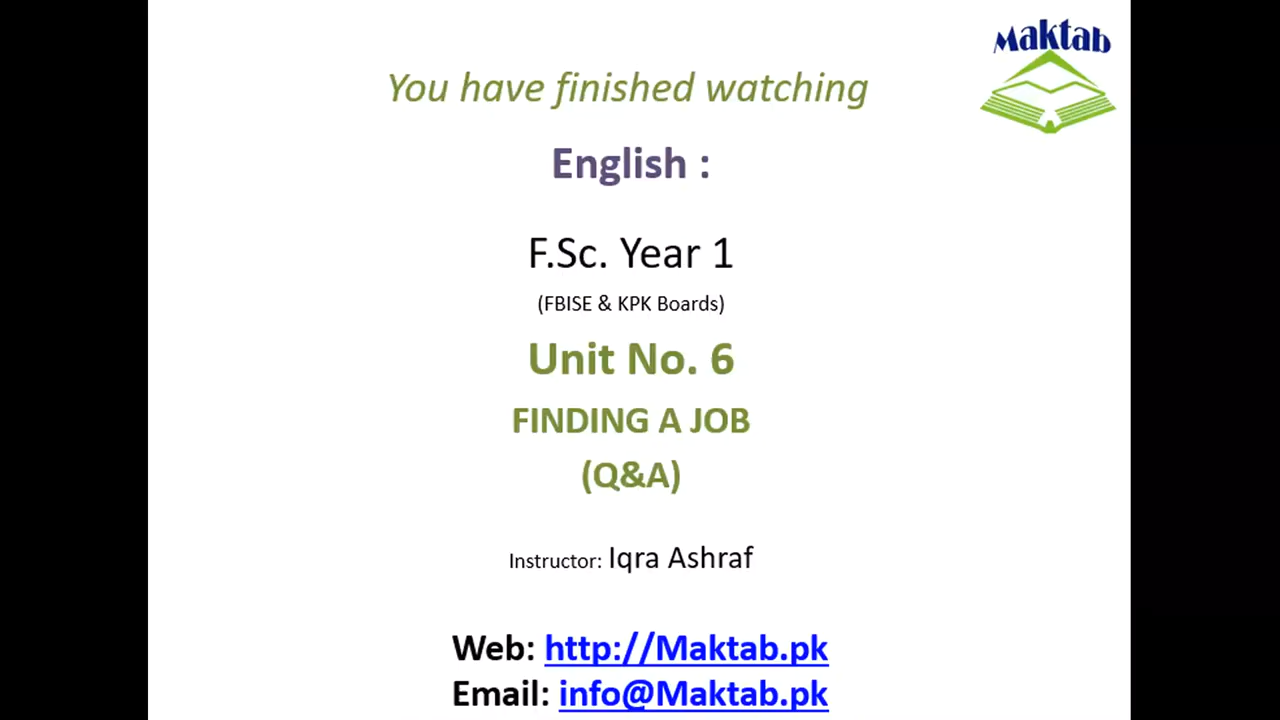 Maktab
You have finished watching
English :
F.Sc. Year 1
(FBISE & KPK Boards)
Unit No. 6
FINDING A JOB
(Q&A)
Instructor: Iqra Ashraf
Web: http://Maktab.pk
Email: info@Maktab.pk